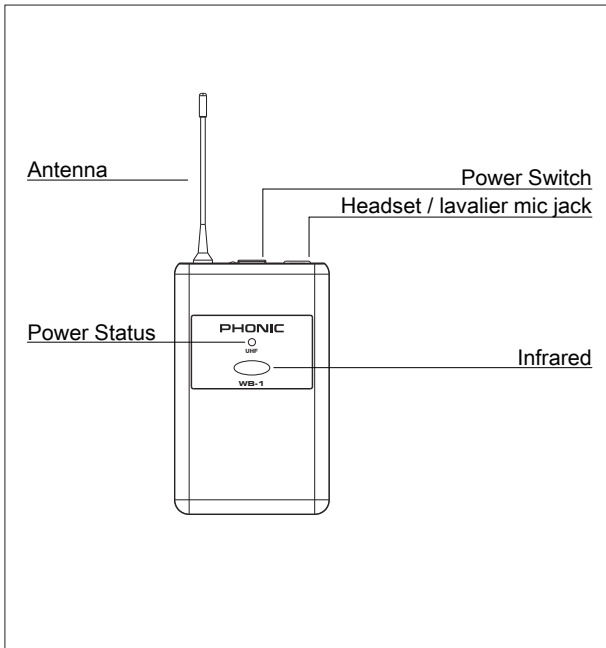 Antenna
Power Switch
Headset / lavalier mic jack
Power Status
PHONIC
UHF
Infrared
WB-1